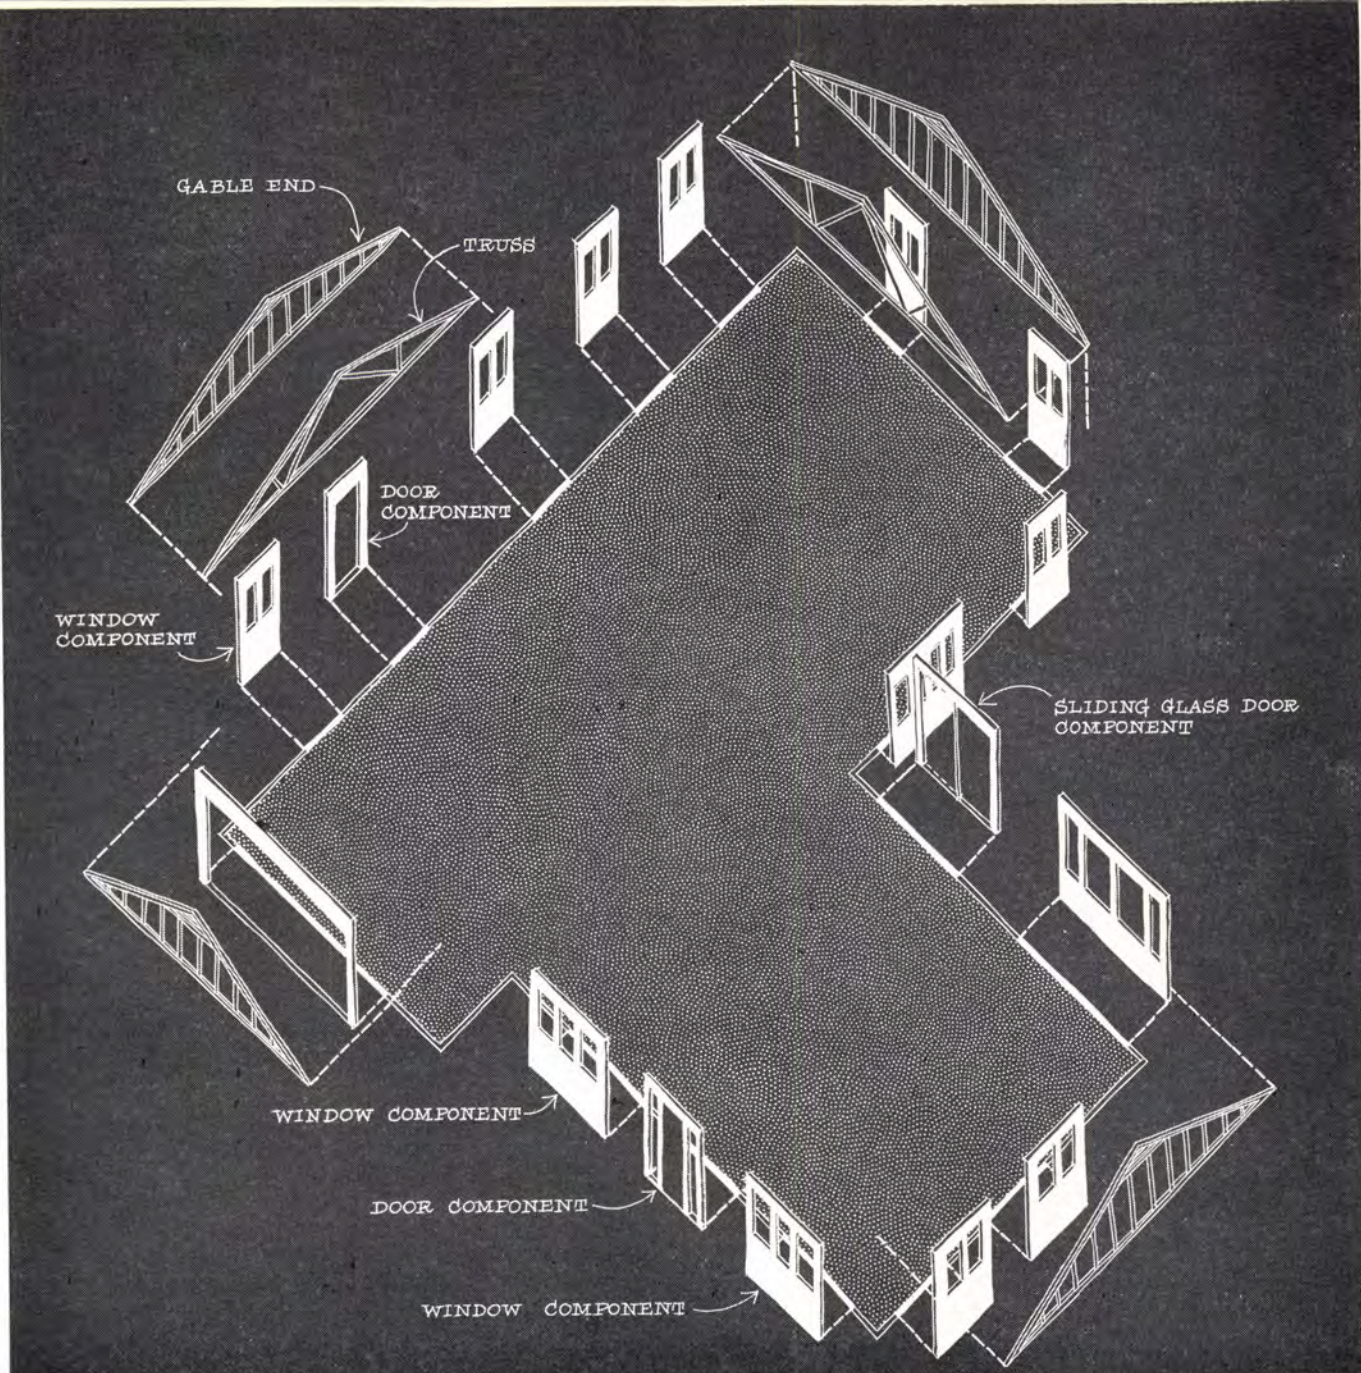 GABLE END
TRUSS
DOOR
COMPONENT
WINDOW
COMPONENT
SLIDING GLASS DOOR
COMPONENT
WINDOW COMPONENT
DOOR COMPONENT
WINDOW COMPONENT